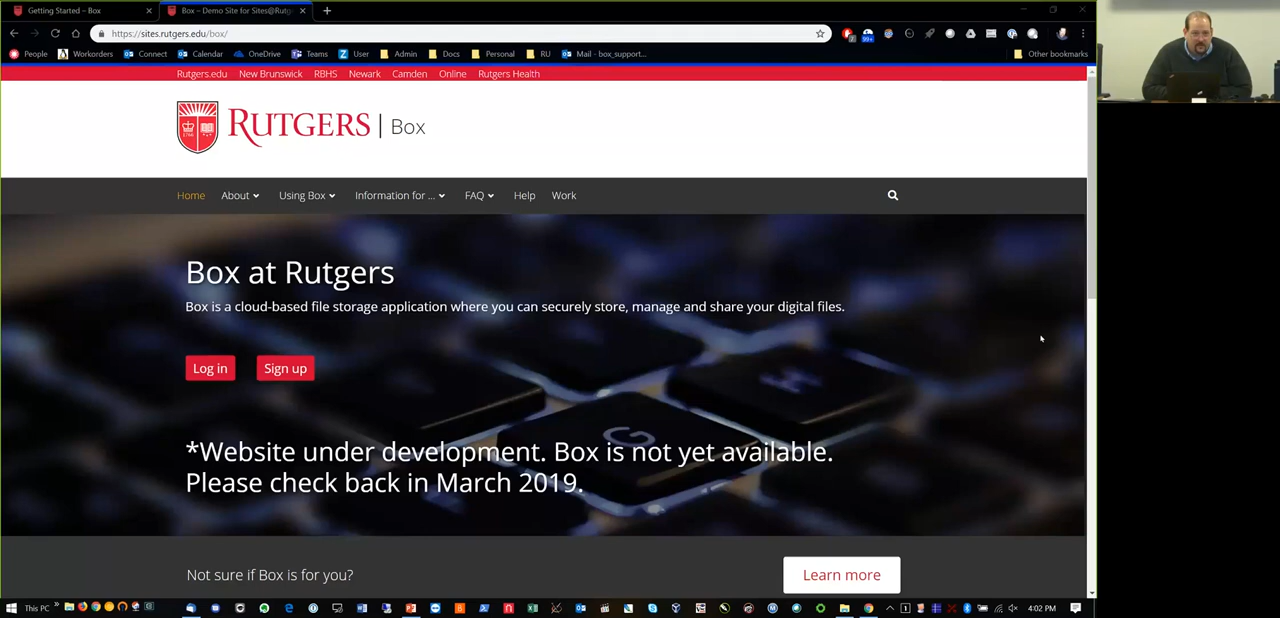 Getting Started – Box
Box – Demo Site for Sites@Rutg
https://sites.rutgers.edu/box/
People Workorders Connect Calendar OneDrive Teams User Admin Docs Personal RU Mail - box_support... Other bookmarks
Rutgers.edu New Brunswick RBHS Newark Camden Online Rutgers Health
RUTGERS | Box
Home About Using Box Information for ... FAQ Help Work
Box at Rutgers
Box is a cloud-based file storage application where you can securely store, manage and share your digital files.
Log in Sign up
*Website under development. Box is not yet available.
Please check back in March 2019.
Not sure if Box is for you?
Learn more
This PC
4:02 PM